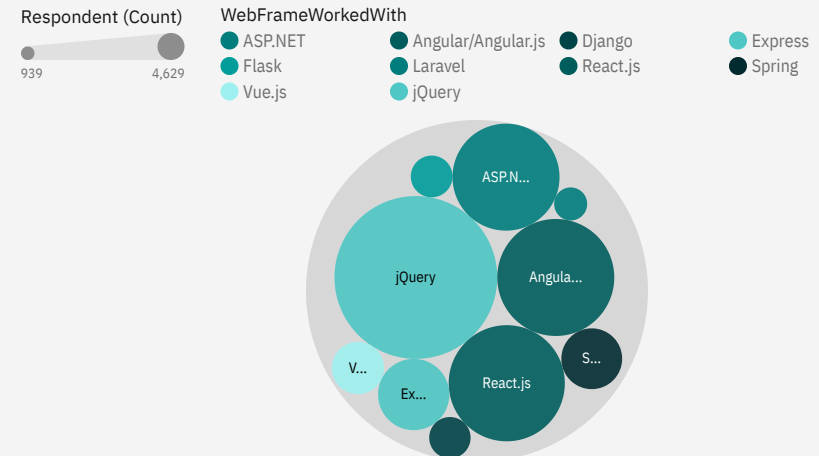 Respondent (Count)
939 4,629
WebFrameWorkedWith
ASP.NET Angular/Angular.js Django Express
Flask Laravel React.js Spring
Vue.js jQuery
ASP.N...
jQuery
Angula...
V...
S...
Ex...
React.js